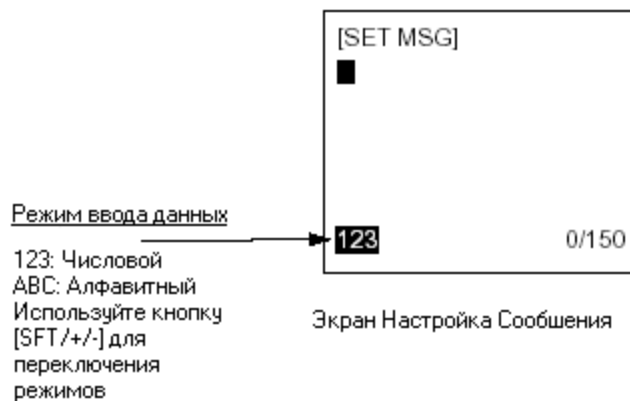 [SET MSG]
Режим ввода данных
123
0/150
123: Числовой
ABC: Алфавитный
Используйте кнопку
[SFT/+/-] для
переключения
режимов
Экран Настройка Сообшения